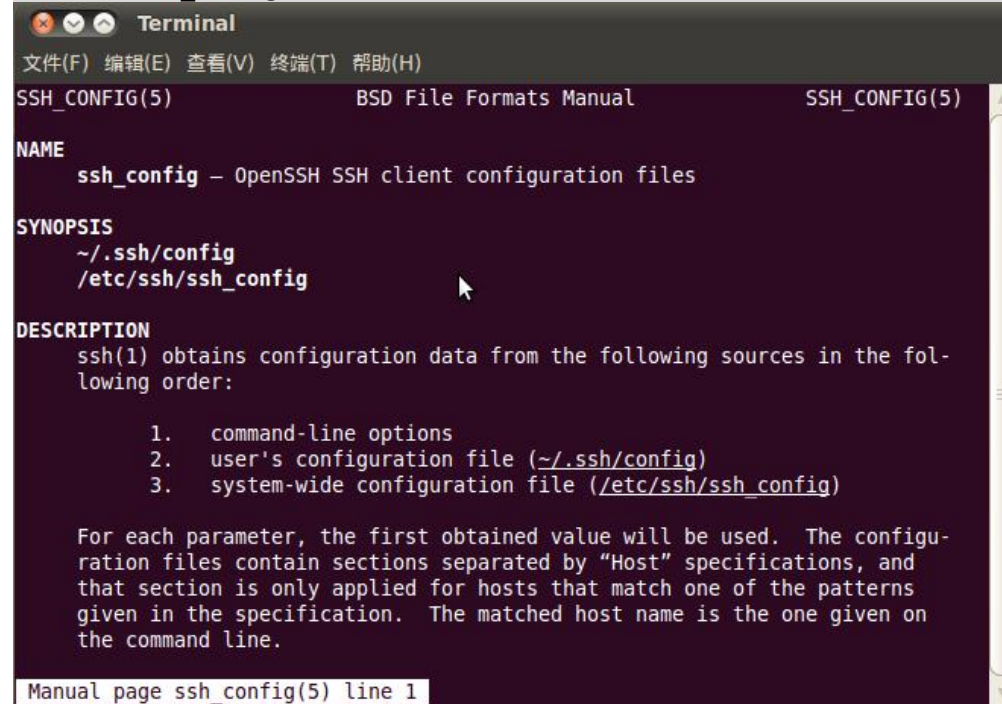 Terminal
文件(F) 编辑(E) 查看(V) 终端(T) 帮助(H)
SSH_CONFIG(5) BSD File Formats Manual SSH_CONFIG(5)
NAME
ssh_config — OpenSSH SSH client configuration files
SYNOPSIS
~/.ssh/config
/etc/ssh/ssh_config
DESCRIPTION
ssh(1) obtains configuration data from the following sources in the fol-
lowing order:
1. command-line options
2. user's configuration file (~/.ssh/config)
3. system-wide configuration file (/etc/ssh/ssh_config)
For each parameter, the first obtained value will be used. The configu-
ration files contain sections separated by “Host” specifications, and
that section is only applied for hosts that match one of the patterns
given in the specification. The matched host name is the one given on
the command line.
Manual page ssh_config(5) line 1